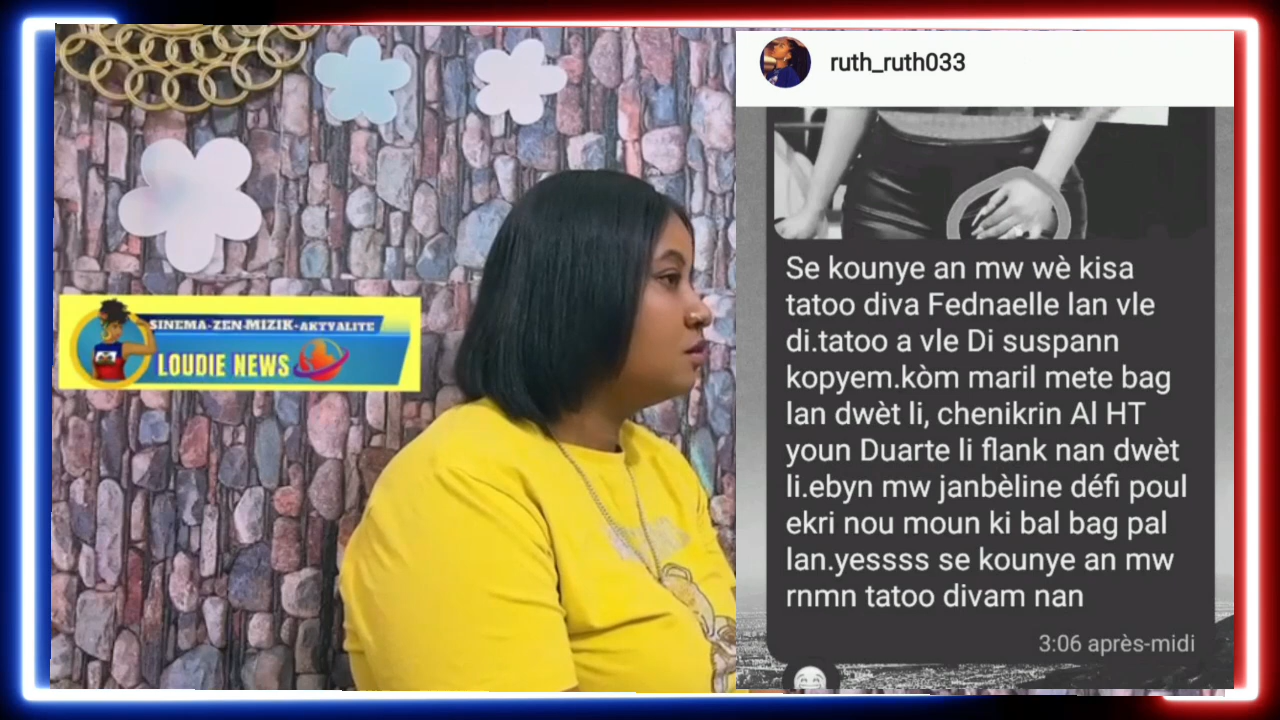 ruth_ruth033
SINEMA-ZEN-MIZIK-AKTYALITE
LOUDIE NEWS
Se kounye an mw wè kisa
tatoo diva Fednaelle lan vle
di.tatoo a vle Di suspann
kopyem.kòm maril mete bag
lan dwèt li, chenikrin Al HT
youn Duarte li flank nan dwèt
li.ebyn mw janbèline défi poul
ekri nou moun ki bal bag pal
lan.yessss se kounye an mw
rnmn tatoo divam nan
3:06 après-midi